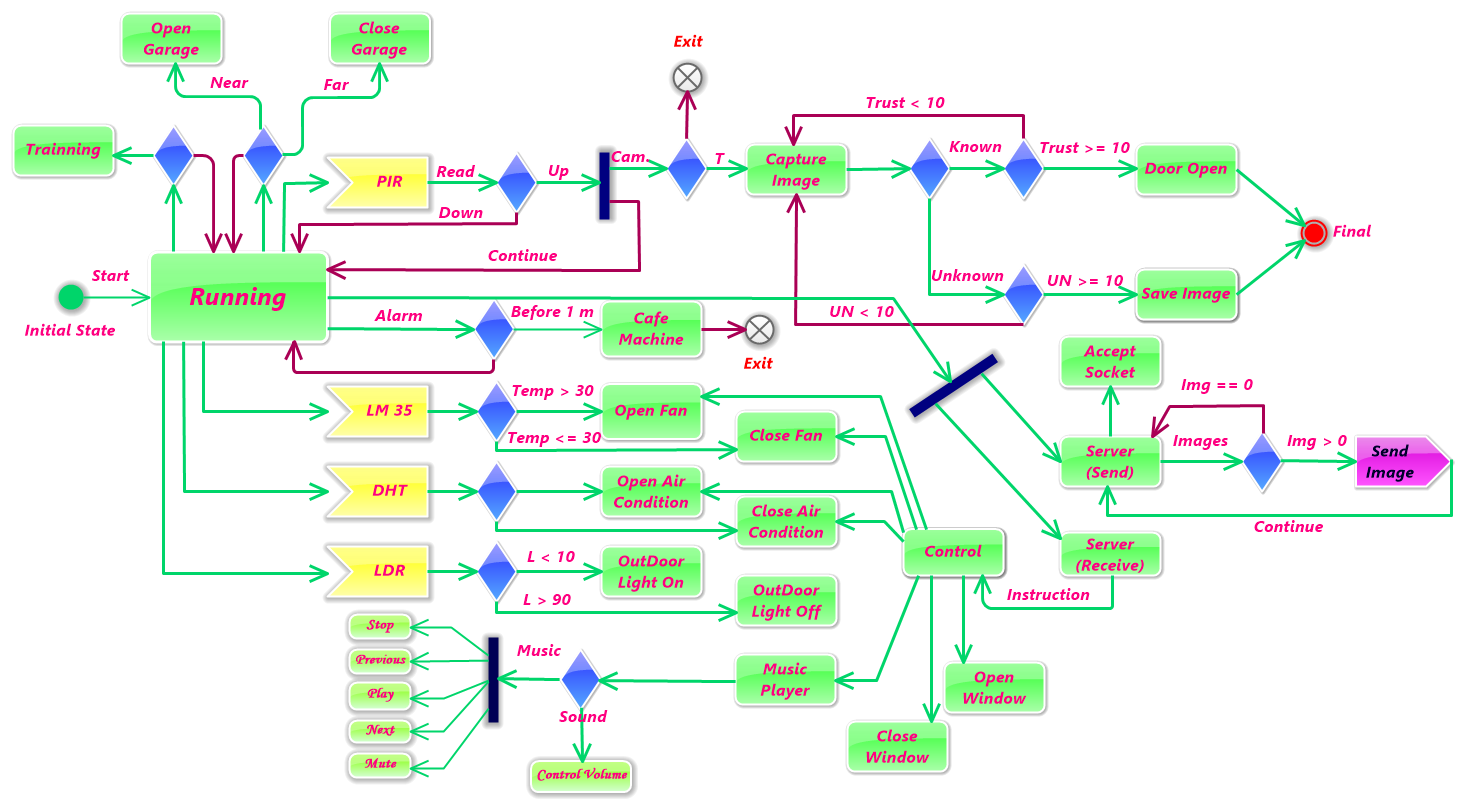 Open
Garage
Close
Garage
Exit
Near
Far
Trust < 10
Trainning
PIR
Read
Up
Cam.
T
Capture
Image
Known
Trust >= 10
Door Open
Down
Continue
Final
Start
Running
Initial State
Unknown
UN >= 10
Save Image
UN < 10
Alarm
Before 1 m
Cafe
Machine
Exit
Accept
Socket
Img == 0
LM 35
Temp > 30
Open Fan
Temp <= 30
Close Fan
Server
(Send)
Images
Img > 0
Send
Image
DHT
Open Air
Condition
Close Air
Condition
Continue
Control
Server
(Receive)
LDR
L < 10
OutDoor
Light On
L > 90
OutDoor
Light Off
Instruction
Stop
Previous
Play
Next
Mute
Music
Sound
Music
Player
Open
Window
Close
Window
Control Volume